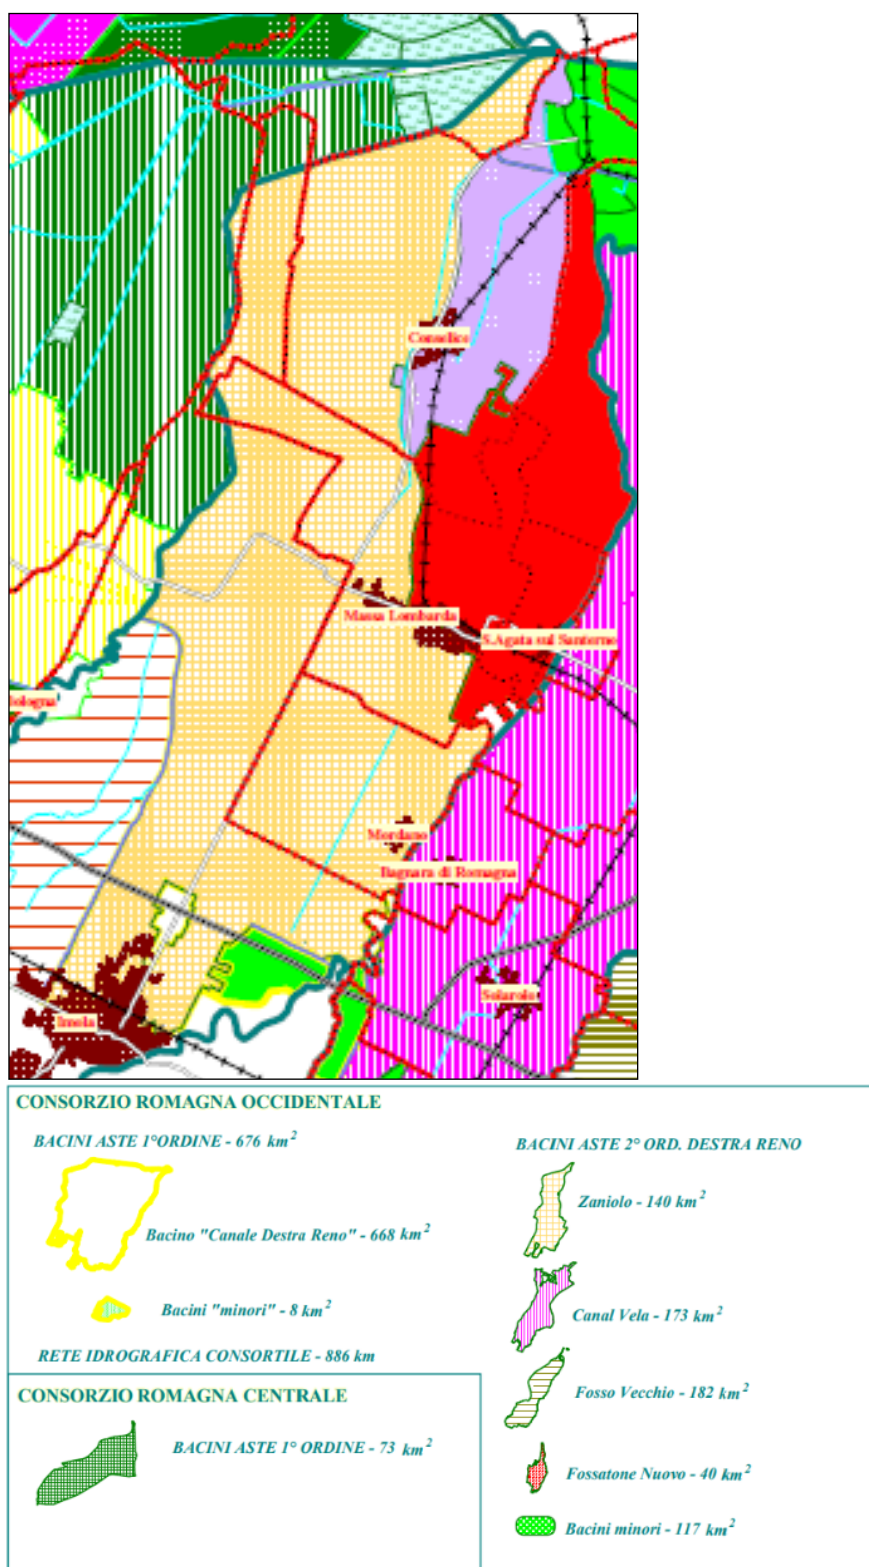 Conselice
Massa Lombarda
S.Agata sul Santerno
Bologna
Mordano
Bagnara di Romagna
Solarolo
Imola
CONSORZIO ROMAGNA OCCIDENTALE
BACINI ASTE 1°ORDINE - 676 km²
Bacino "Canale Destra Reno" - 668 km²
Bacini "minori" - 8 km²
RETE IDROGRAFICA CONSORTILE - 886 km
BACINI ASTE 2° ORD. DESTRA RENO
Zaniolo - 140 km²
Canal Vela - 173 km²
Fosso Vecchio - 182 km²
Fossatone Nuovo - 40 km²
Bacini minori - 117 km²
CONSORZIO ROMAGNA CENTRALE
BACINI ASTE 1° ORDINE - 73 km²